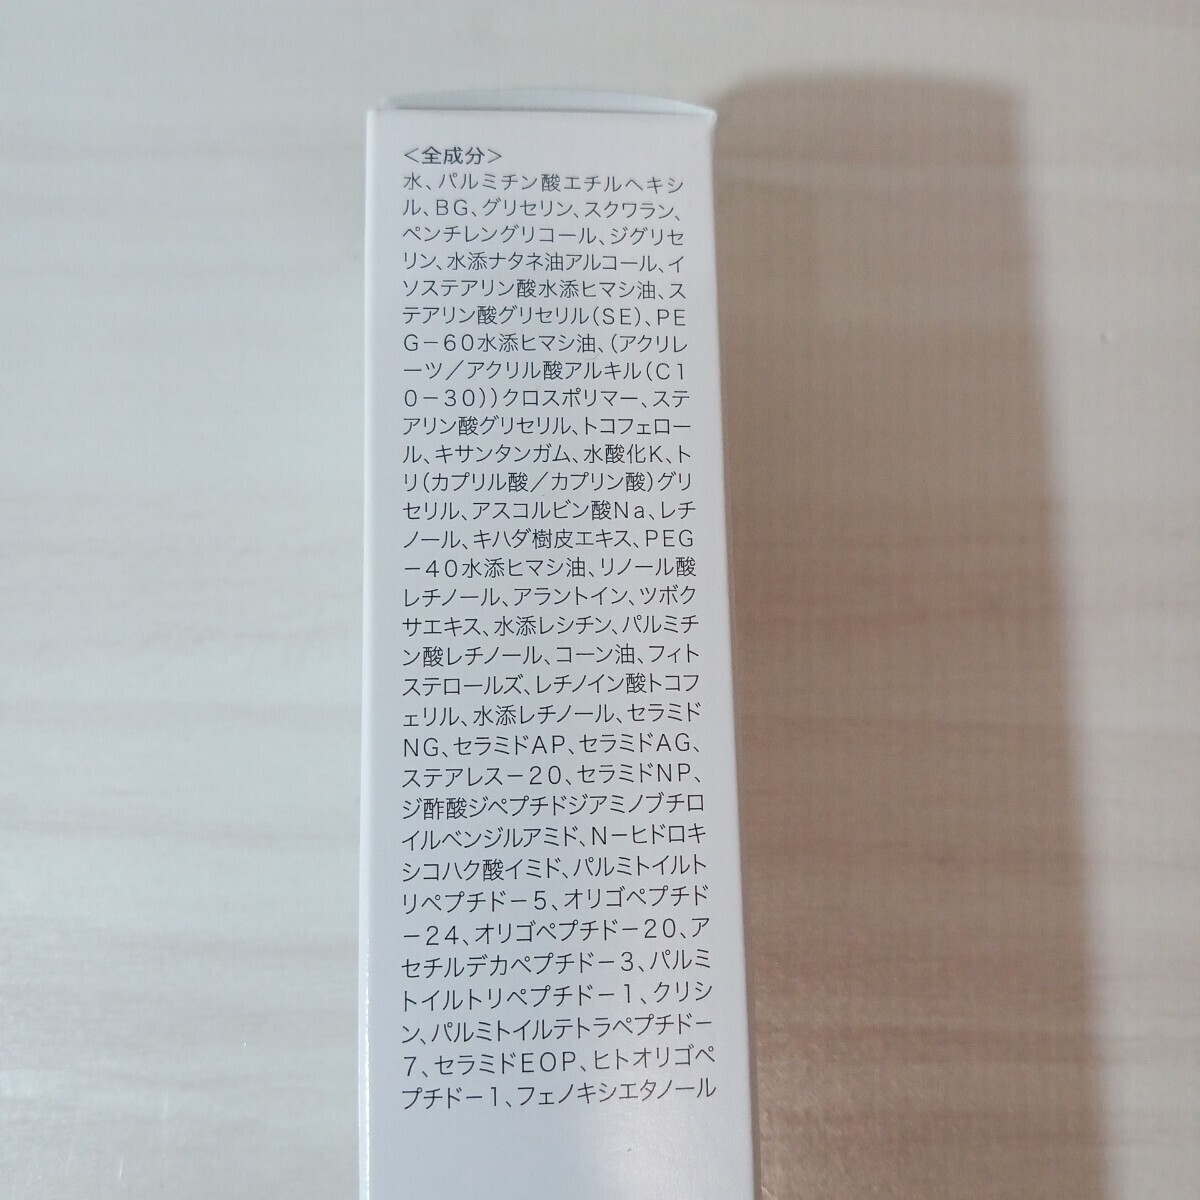 ＜全成分＞
水、パルミチン酸エチルヘキシ
ル、BG、グリセリン、スクワラン、
ペンチレングリコール、ジグリセ
リン、水添ナタネ油アルコール、イ
ソステアリン酸水添ヒマシ油、ス
テアリン酸グリセリル(SE)、PE
G－60水添ヒマシ油、(アクリレ
ーツ／アクリル酸アルキル(C1
0－30))クロスポリマー、ステ
アリン酸グリセリル、トコフェロー
ル、キサンタンガム、水酸化K、ト
リ(カプリル酸／カプリン酸)グリ
セリル、アスコルビン酸Na、レチ
ノール、キハダ樹皮エキス、PEG
－40水添ヒマシ油、リノール酸
レチノール、アラントイン、ツボク
サエキス、水添レシチン、パルミチ
ン酸レチノール、コーン油、フィト
ステロールズ、レチノイン酸トコフ
ェリル、水添レチノール、セラミド
NG、セラミドAP、セラミドAG、
ステアレス－20、セラミドNP、
ジ酢酸ジペプチドジアミノブチロ
イルベンジルアミド、N－ヒドロキ
シコハク酸イミド、パルミトイルト
リペプチド－5、オリゴペプチド
－24、オリゴペプチド－20、ア
セチルデカペプチド－3、パルミ
トイルトリペプチド－1、クリシ
ン、パルミトイルテトラペプチド－
7、セラミドEOP、ヒトオリゴペ
プチド－1、フェノキシエタノール